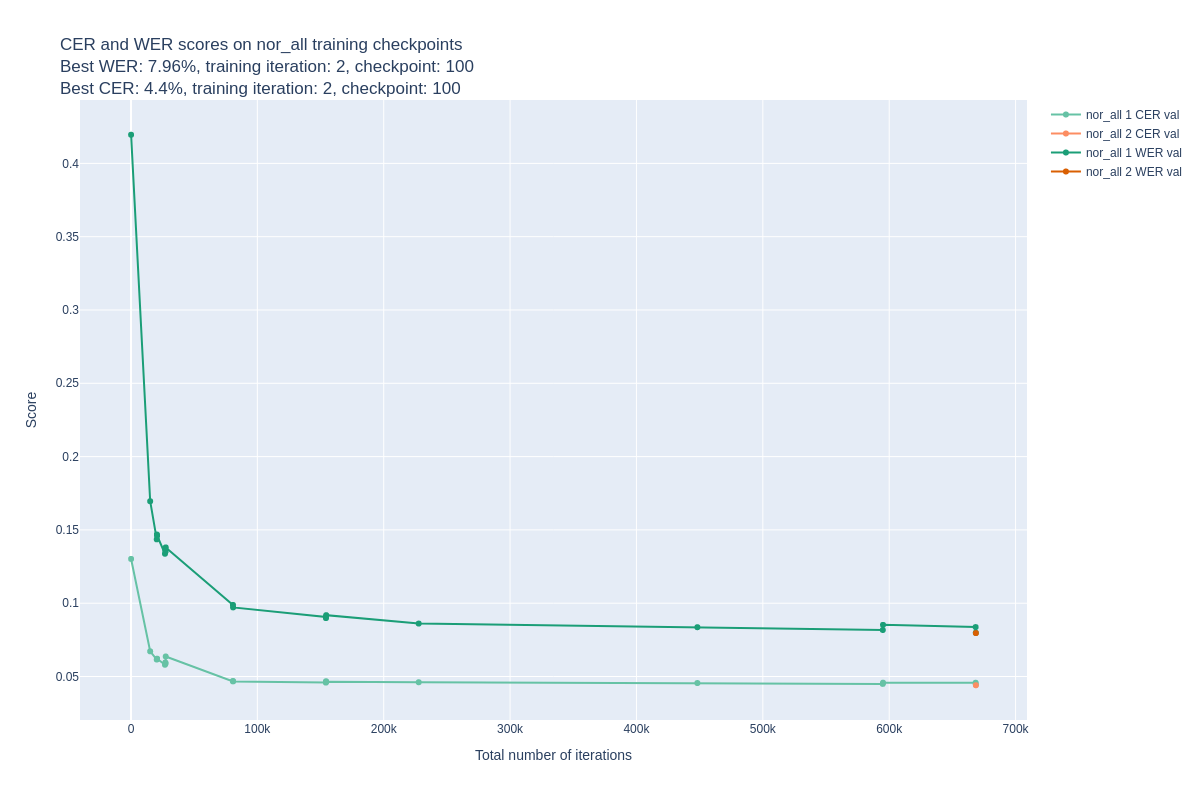 CER and WER scores on nor_all training checkpoints
Best WER: 7.96%, training iteration: 2, checkpoint: 100
Best CER: 4.4%, training iteration: 2, checkpoint: 100
nor_all 1 CER val
nor_all 2 CER val
nor_all 1 WER val
nor_all 2 WER val
0.4
0.35
0.3
0.25
0.2
0.15
0.1
0.05
Score
0 100k 200k 300k 400k 500k 600k 700k
Total number of iterations